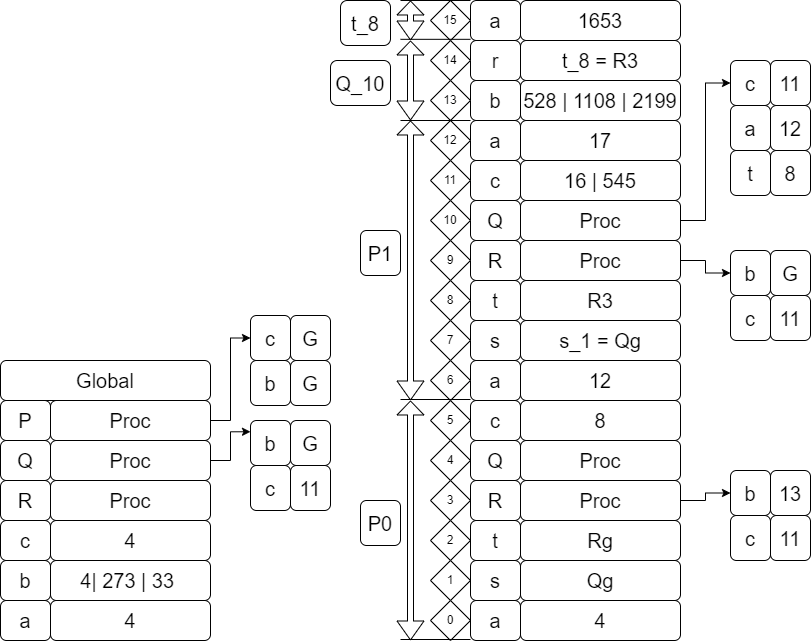 t_8
15 a 1653
14 r t_8 = R3
Q_10
13 b 528 | 1108 | 2199
12 a 17
11 c 16 | 545
10 Q Proc
c 11
a 12
t 8
P1
9 R Proc
b G
c 11
8 t R3
7 s s_1 = Qg
6 a 12
5 c 8
4 Q Proc
P0
3 R Proc
b 13
c 11
2 t Rg
1 s Qg
0 a 4
Global
P Proc
c G
b G
Q Proc
b G
c 11
R Proc
c 4
b 4| 273 | 33
a 4